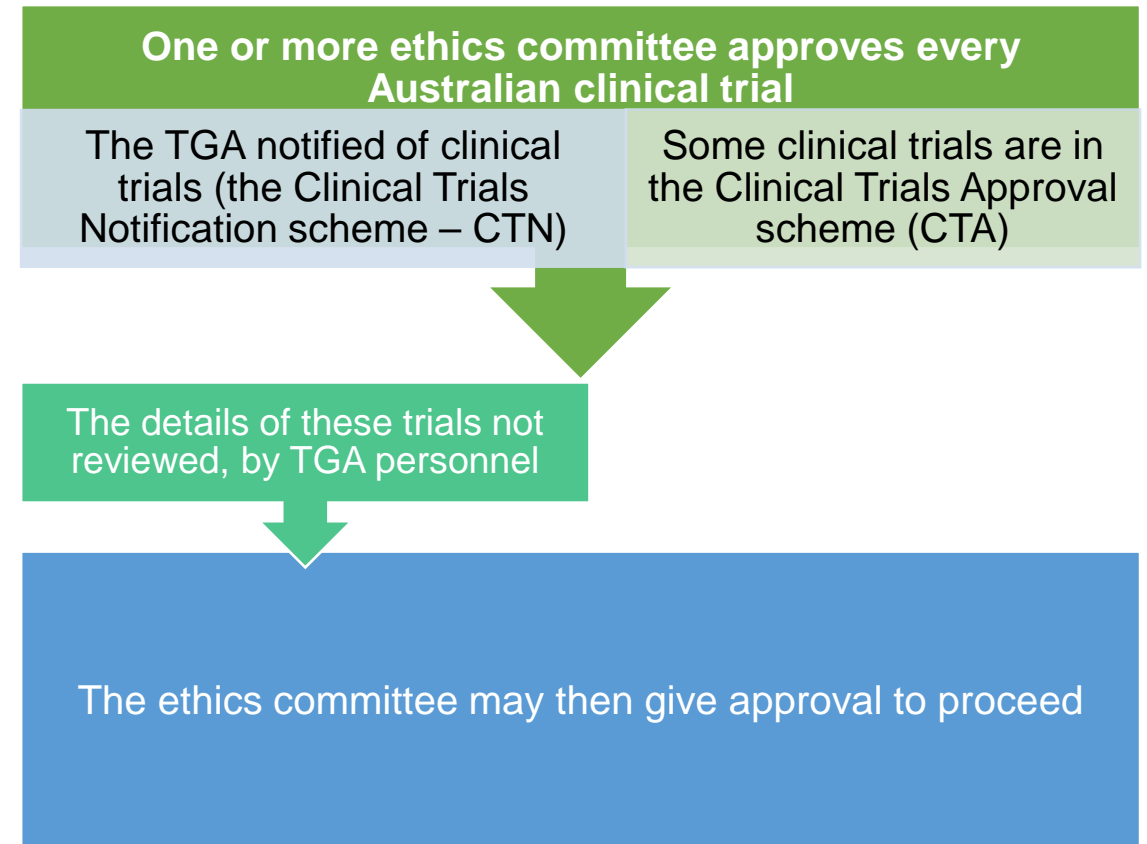 One or more ethics committee approves every
Australian clinical trial
The TGA notified of clinical
trials (the Clinical Trials
Notification scheme – CTN)
Some clinical trials are in
the Clinical Trials Approval
scheme (CTA)
The details of these trials not
reviewed, by TGA personnel
The ethics committee may then give approval to proceed